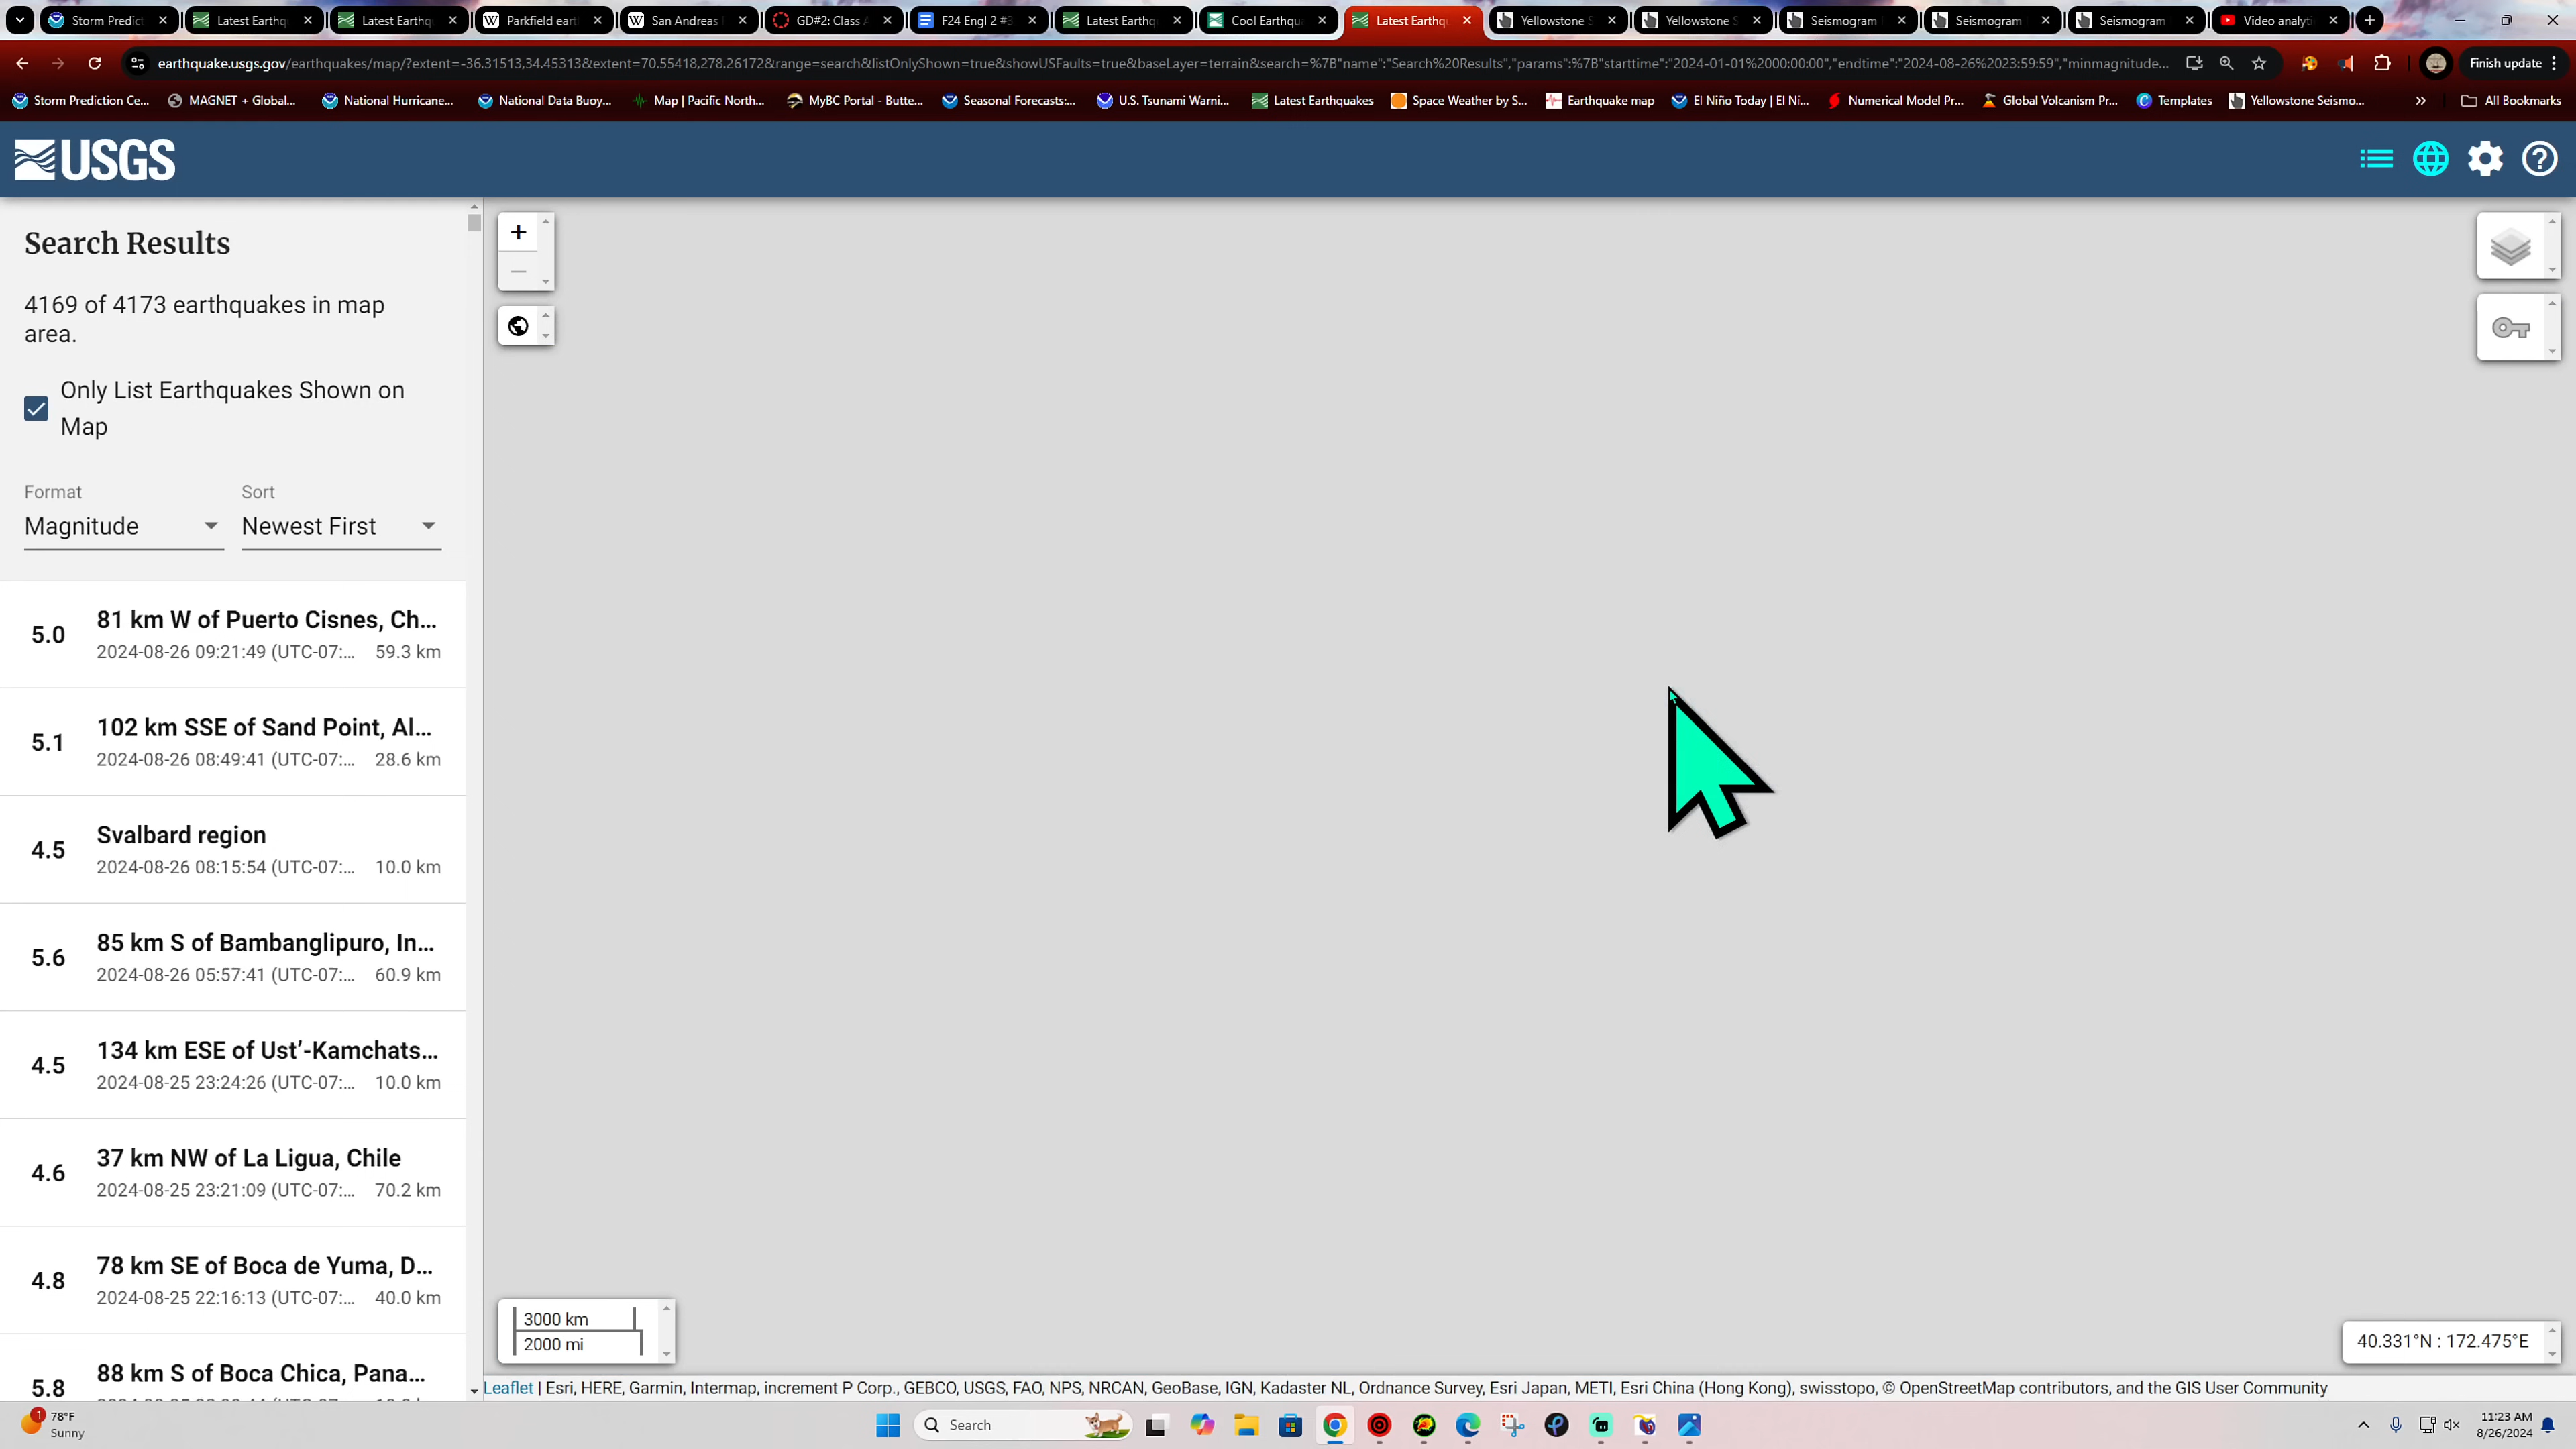 Storm Predict
Latest Earthq
Latest Earthq
Parkfield eart
San Andreas
GD#2: Class A
F24 Engl 2 #3
Latest Earthq
Cool Earthqu
Latest Earthq
Yellowstone S
Yellowstone S
Seismogram
Seismogram
Seismogram
Video analyti
earthquake.usgs.gov/earthquakes/map/?extent=-36.31513,34.45313&extent=70.55418,278.26172&range=search&listOnlyShown=true&showUSFaults=true&baseLayer=terrain&search=%7B"name":"Search%20Results","params":%7B"starttime":"2024-01-01%2000:00:00","endtime":"2024-08-26%2023:59:59","minmagnitude...
Finish update
Storm Prediction Ce...
MAGNET + Global...
National Hurricane...
National Data Buoy...
Map | Pacific North...
MyBC Portal - Butte...
Seasonal Forecasts:...
U.S. Tsunami Warni...
Latest Earthquakes
Space Weather by S...
Earthquake map
El Niño Today | El Ni...
Numerical Model Pr...
Global Volcanism Pr...
Templates
Yellowstone Seismo...
»
All Bookmarks
USGS
Search Results
4169 of 4173 earthquakes in map
area.
Only List Earthquakes Shown on
Map
Format
Sort
Magnitude
Newest First
5.0
81 km W of Puerto Cisnes, Ch...
2024-08-26 09:21:49 (UTC-07:... 59.3 km
5.1
102 km SSE of Sand Point, Al...
2024-08-26 08:49:41 (UTC-07:... 28.6 km
4.5
Svalbard region
2024-08-26 08:15:54 (UTC-07:... 10.0 km
5.6
85 km S of Bambanglipuro, In...
2024-08-26 05:57:41 (UTC-07:... 60.9 km
4.5
134 km ESE of Ust’-Kamchats...
2024-08-25 23:24:26 (UTC-07:... 10.0 km
4.6
37 km NW of La Ligua, Chile
2024-08-25 23:21:09 (UTC-07:... 70.2 km
4.8
78 km SE of Boca de Yuma, D...
2024-08-25 22:16:13 (UTC-07:... 40.0 km
5.8
88 km S of Boca Chica, Pana...
3000 km
2000 mi
40.331°N : 172.475°E
Leaflet | Esri, HERE, Garmin, Intermap, increment P Corp., GEBCO, USGS, FAO, NPS, NRCAN, GeoBase, IGN, Kadaster NL, Ordnance Survey, Esri Japan, METI, Esri China (Hong Kong), swisstopo, © OpenStreetMap contributors, and the GIS User Community
1
78°F
Sunny
Search
11:23 AM
8/26/2024